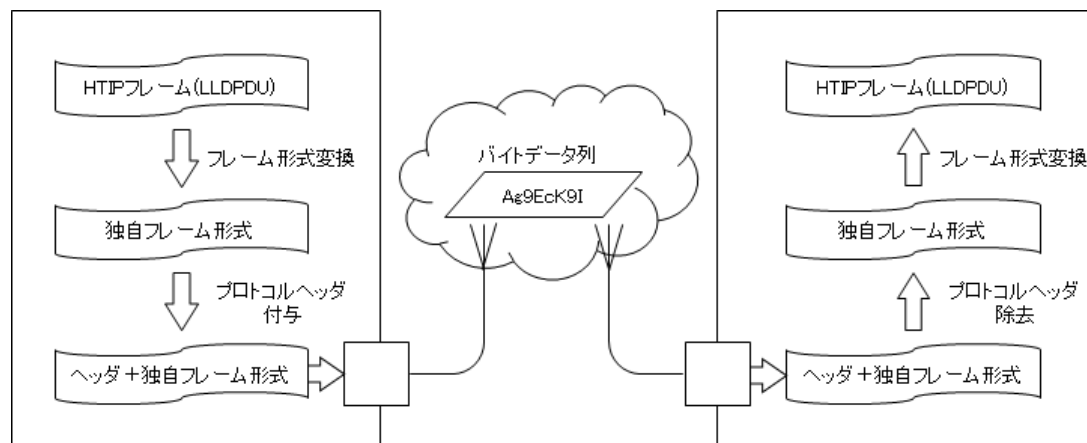 HTIPフレーム(LLDPDU)
フレーム形式変換
独自フレーム形式
プロトコルヘッダ
付与
ヘッダ+独自フレーム形式
バイトデータ列
Ag9EcK9I
HTIPフレーム(LLDPDU)
フレーム形式変換
独自フレーム形式
プロトコルヘッダ
除去
ヘッダ+独自フレーム形式